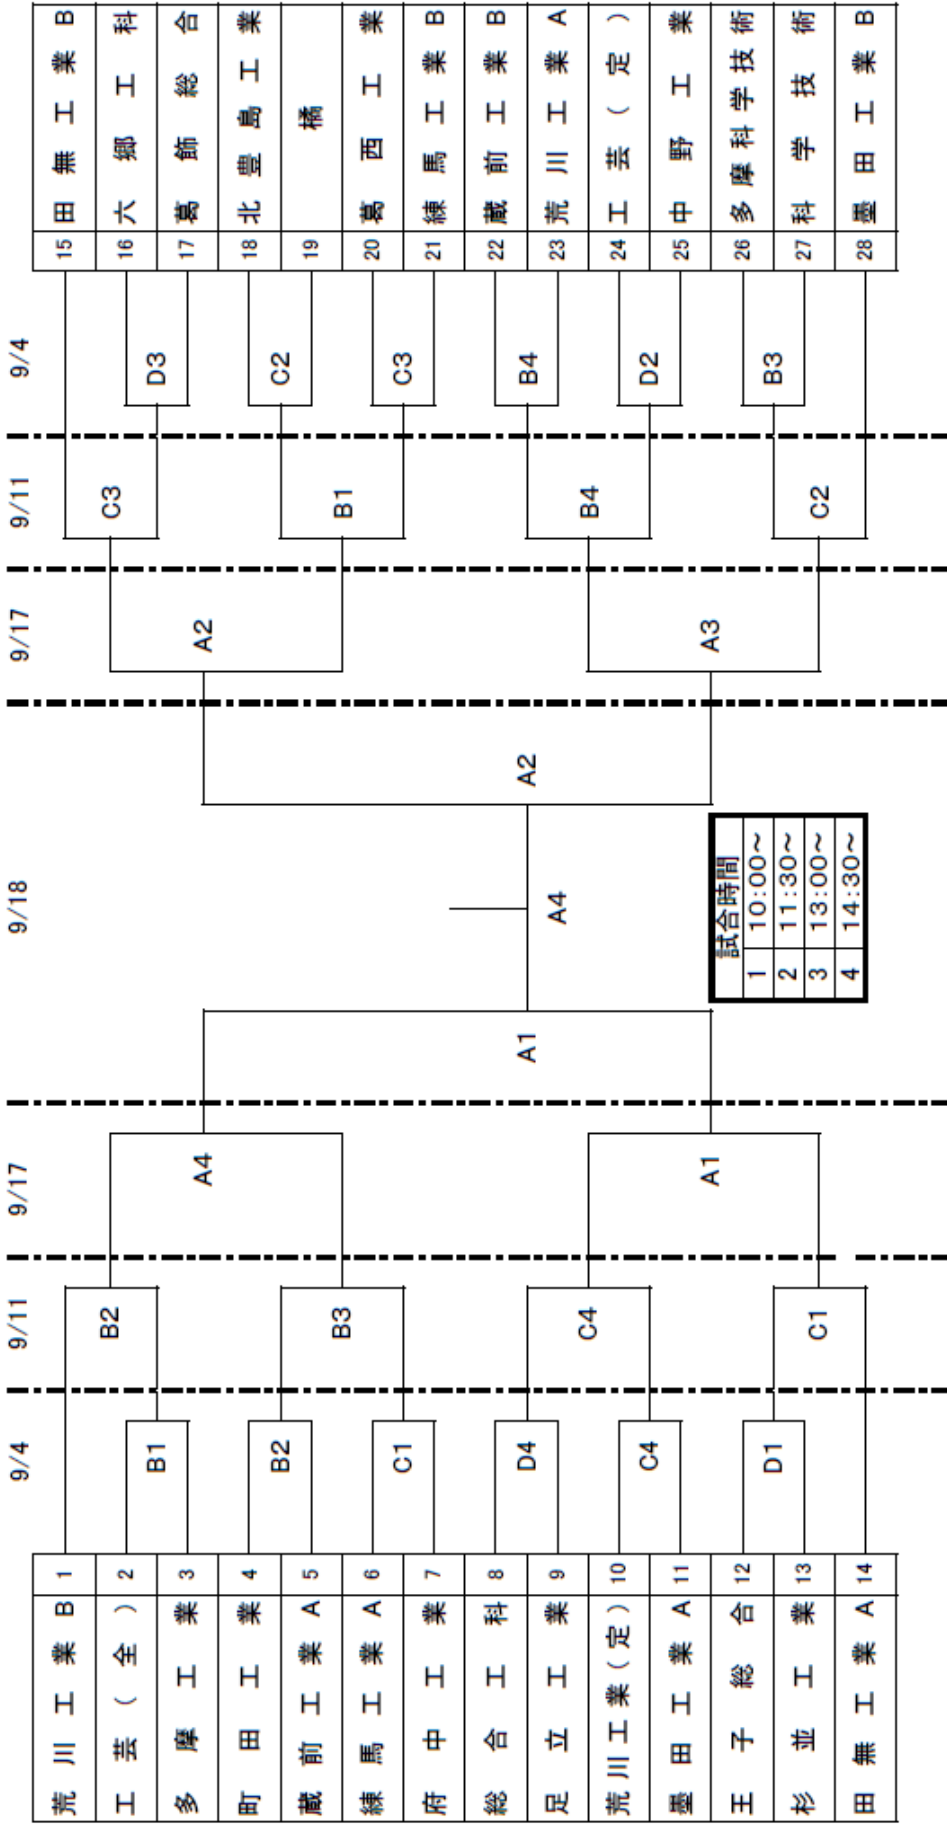 1 荒川工業B
2 工芸(全)
3 多摩工業
4 町田工業
5 蔵前工業A
6 練馬工業A
7 府中工業
8 総合工科
9 足立工業
10 荒川工業(定)
11 墨田工業A
12 王子総合
13 杉並工業
14 田無工業A
9/4
B1
B2
C1
D4
C4
D1
9/11
B2
B3
C4
C1
9/17
A4
A1
9/18
A1
A4
A2
試合時間
1 10:00~
2 11:30~
3 13:00~
4 14:30~
9/17
A2
A3
9/11
C3
B1
B4
C2
9/4
D3
C2
C3
B4
D2
B3
15 田無工業B
16 六郷工科
17 葛飾総合
18 北豊島工業
19 橘
20 葛西工業
21 練馬工業B
22 蔵前工業B
23 荒川工業A
24 工芸(定)
25 中野工業
26 多摩科学技術
27 科学技術
28 墨田工業B